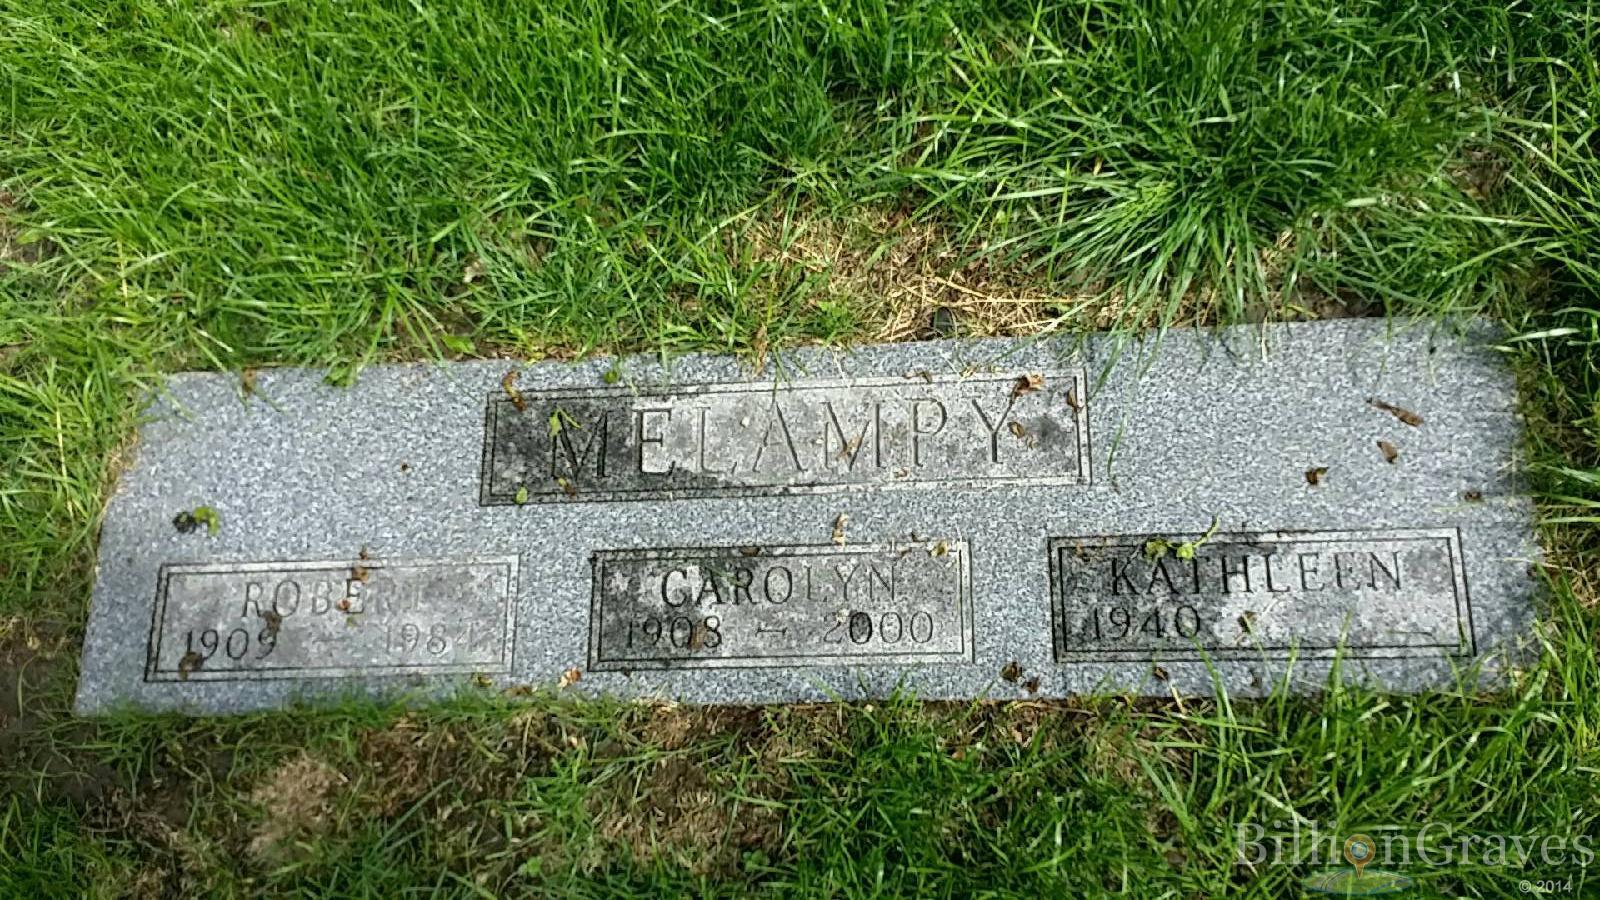 MELAMPY
ROBERT
1909 - 1984
CAROLYN
1908 - 2000
KATHLEEN
1940 -
BillionGraves
© 2014